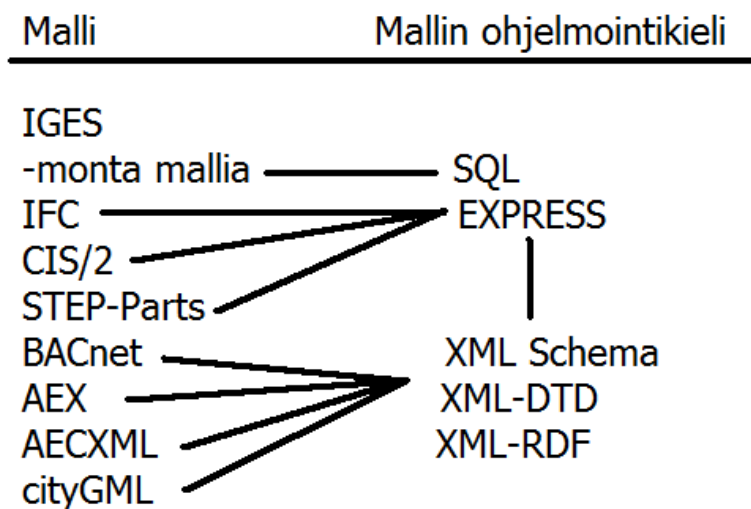 Malli Mallin ohjelmointikieli
IGES
-monta mallia SQL
IFC EXPRESS
CIS/2
STEP-Parts
BACnet XML Schema
AEX XML-DTD
AECXML XML-RDF
cityGML